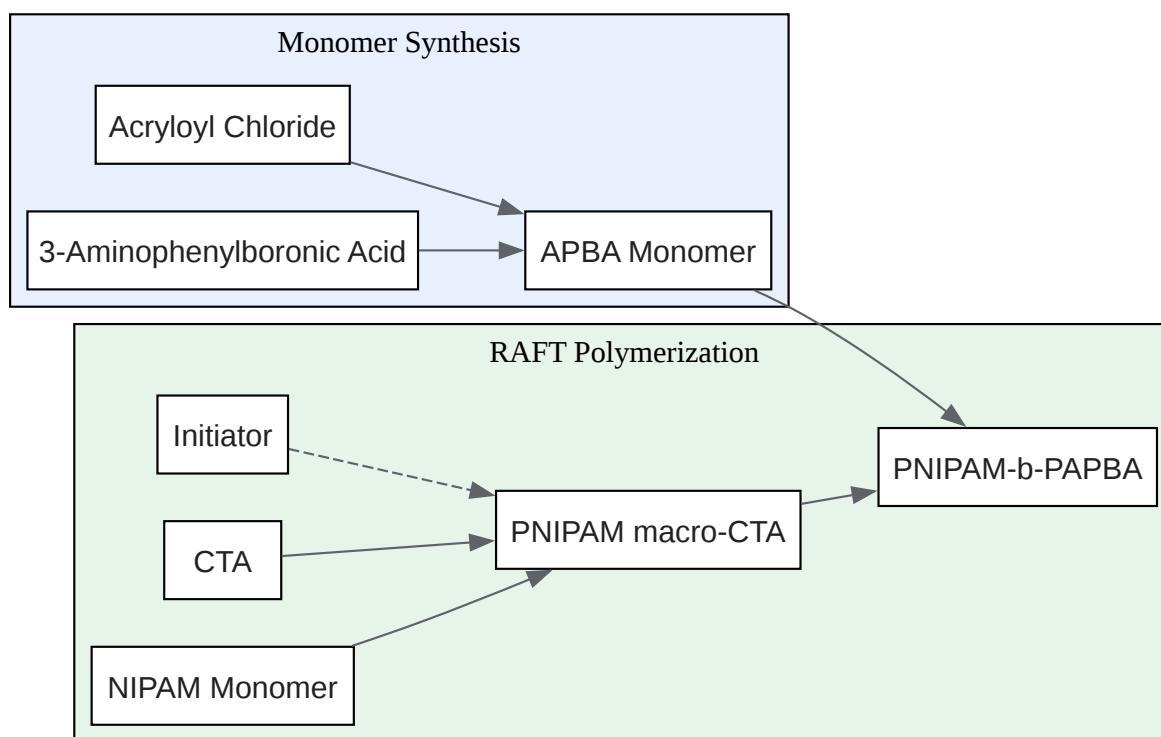 Monomer Synthesis
Acryloyl Chloride
3-Aminophenylboronic Acid
APBA Monomer
RAFT Polymerization
Initiator
CTA
NIPAM Monomer
PNIPAM macro-CTA
PNIPAM-b-PAPBA